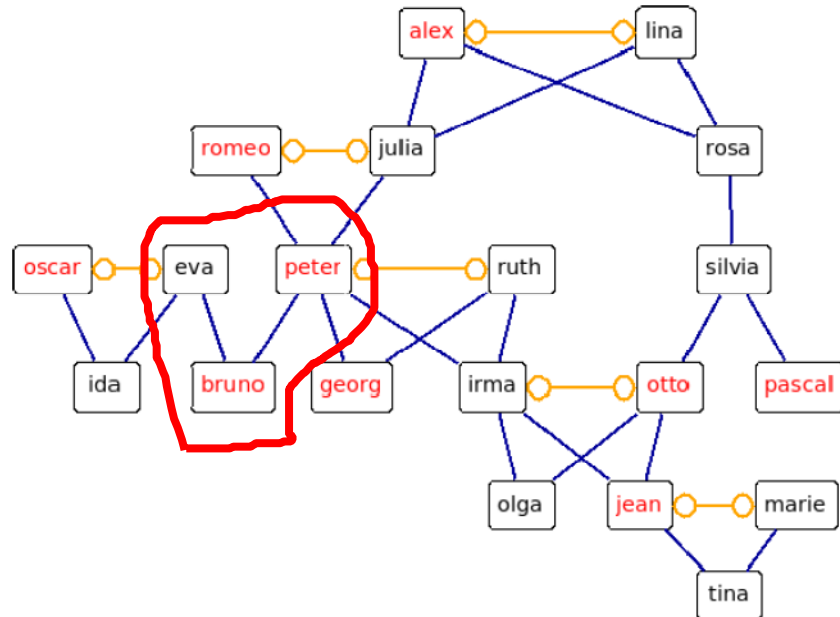 alex lina
romeo julia rosa
oscar eva peter ruth silvia
ida bruno georg irma otto pascal
olga jean marie
tina